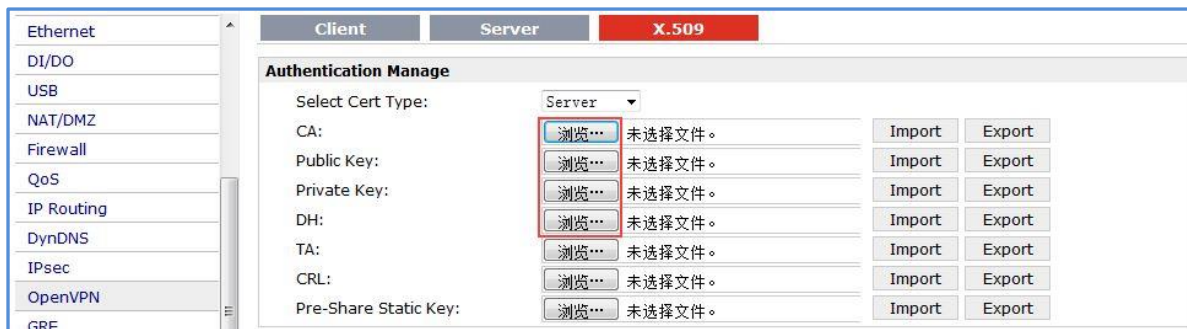 Client Server X.509
Ethernet
DI/DO
USB
NAT/DMZ
Firewall
QoS
IP Routing
DynDNS
IPsec
OpenVPN
GRE
Authentication Manage
Select Cert Type: Server
CA: 浏览… 未选择文件。 Import Export
Public Key: 浏览… 未选择文件。 Import Export
Private Key: 浏览… 未选择文件。 Import Export
DH: 浏览… 未选择文件。 Import Export
TA: 浏览… 未选择文件。 Import Export
CRL: 浏览… 未选择文件。 Import Export
Pre-Share Static Key: 浏览… 未选择文件。 Import Export